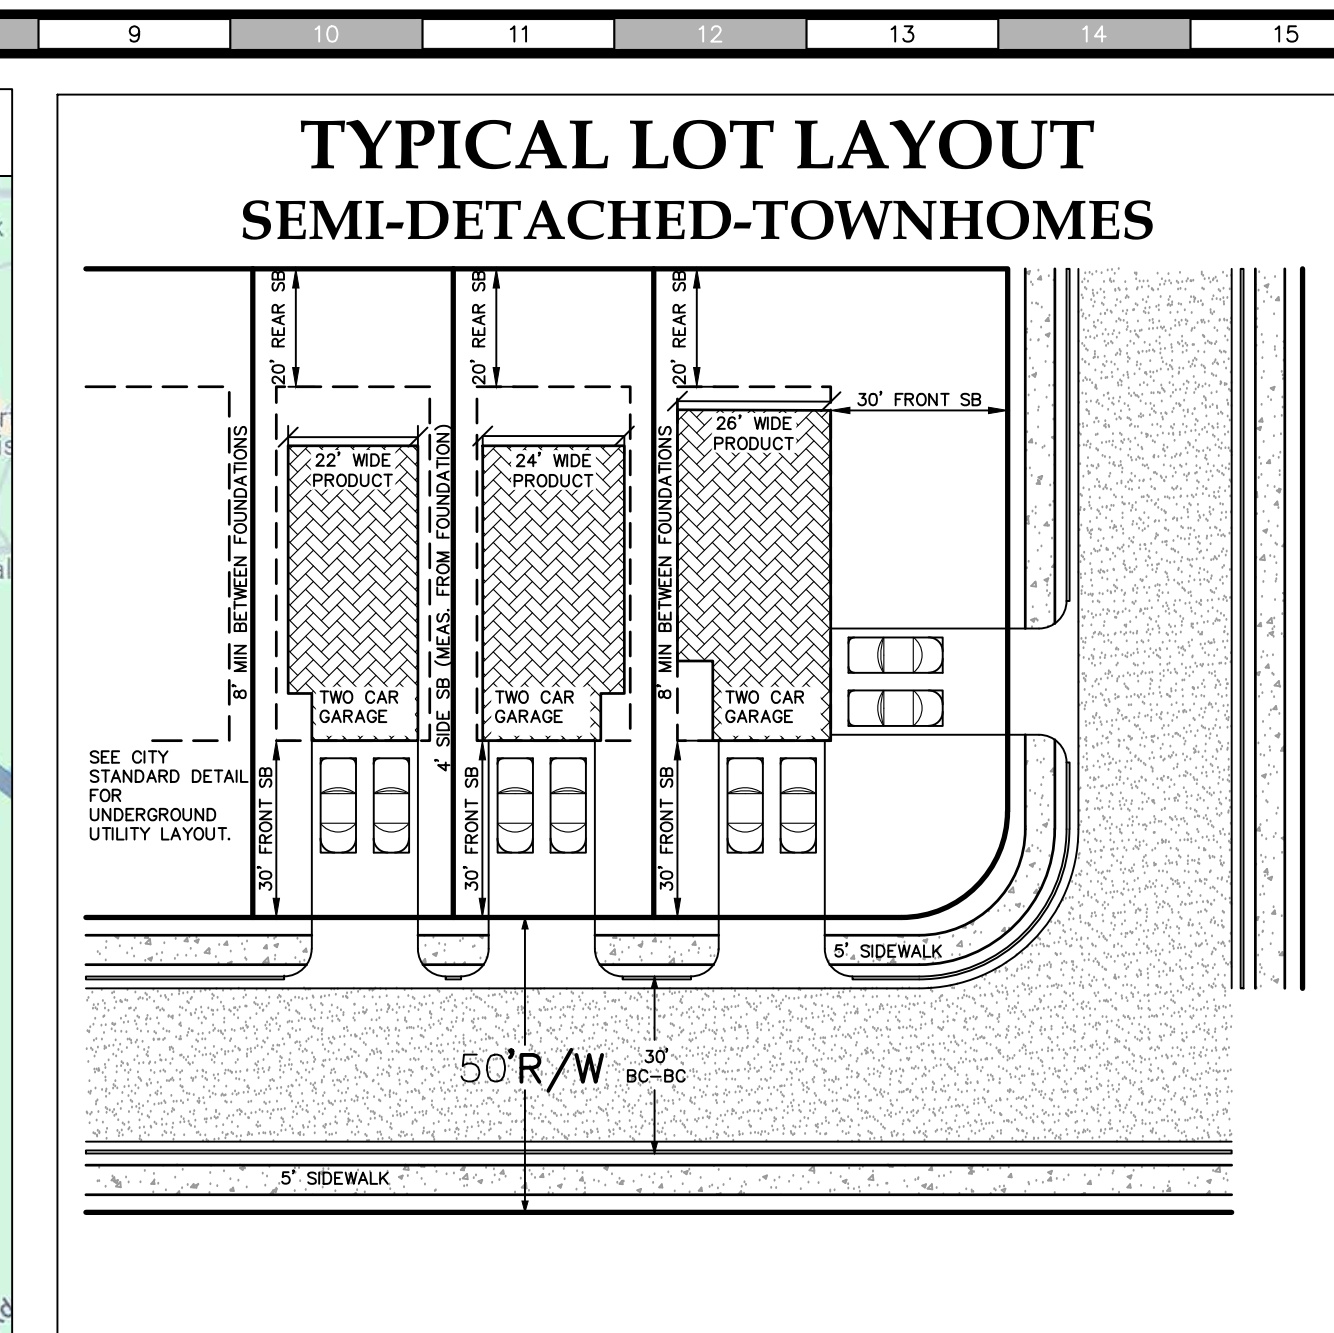 9 10 11 12 13 14 15
TYPICAL LOT LAYOUT
SEMI-DETACHED-TOWNHOMES
20' REAR SB
20' REAR SB
20' REAR SB
30' FRONT SB
8' MIN BETWEEN FOUNDATIONS
22' WIDE
PRODUCT
4' SIDE SB (MEAS. FROM FOUNDATION)
24' WIDE
PRODUCT
8' MIN BETWEEN FOUNDATIONS
26' WIDE
PRODUCT
TWO CAR
GARAGE
TWO CAR
GARAGE
TWO CAR
GARAGE
SEE CITY
STANDARD DETAIL
FOR
UNDERGROUND
UTILITY LAYOUT.
30' FRONT SB
30' FRONT SB
30' FRONT SB
5' SIDEWALK
50'R/W
30'
BC-BC
5' SIDEWALK